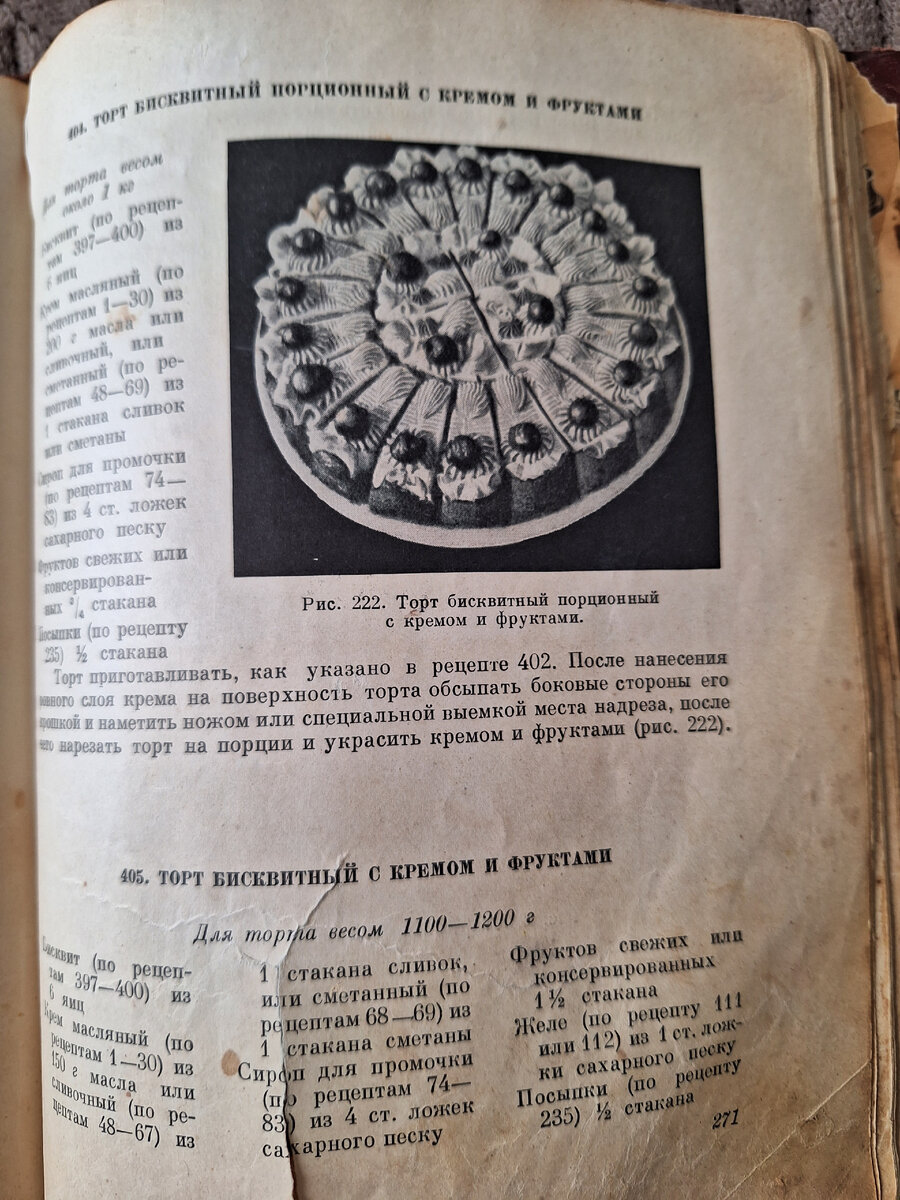 404. ТОРТ БИСКВИТНЫЙ ПОРЦИОННЫЙ С КРЕМОМ И ФРУКТАМИ
Для торта весом
около 1 кг
Бисквит (по рецеп-
там 397—400) из
6 яиц
Крем масляный (по
рецептам 1—30) из
200 г масла или
сливочный, или
сметанный (по ре-
цептам 48—69) из
1 стакана сливок
или сметаны
Сироп для промочки
(по рецептам 74—
83) из 4 ст. ложек
сахарного песку
Фруктов свежих или
консервирован-
ных ³/₄ стакана
Посыпки (по рецепту
235) ½ стакана
Рис. 222. Торт бисквитный порционный
с кремом и фруктами.
Торт приготавливать, как указано в рецепте 402. После нанесения
слоя крема на поверхность торта обсыпать боковые стороны его
крошкой и наметить ножом или специальной выемкой места надреза, после
чего нарезать торт на порции и украсить кремом и фруктами (рис. 222).
405. ТОРТ БИСКВИТНЫЙ С КРЕМОМ И ФРУКТАМИ
Для торта весом 1100—1200 г
Бисквит (по рецеп-
там 397—400) из
6 яиц
Крем масляный (по
рецептам 1—30) из
150 г масла или
сливочный (по ре-
цептам 48—67) из
1 стакана сливок,
или сметанный (по
рецептам 68—69) из
1 стакана сметаны
Сироп для промочки
(по рецептам 74—
83) из 4 ст. ложек
сахарного песку
Фруктов свежих или
консервированных
1½ стакана
Желе (по рецепту 111
или 112) из 1 ст. лож-
ки сахарного песку
Посыпки (по рецепту
235) ½ стакана
271